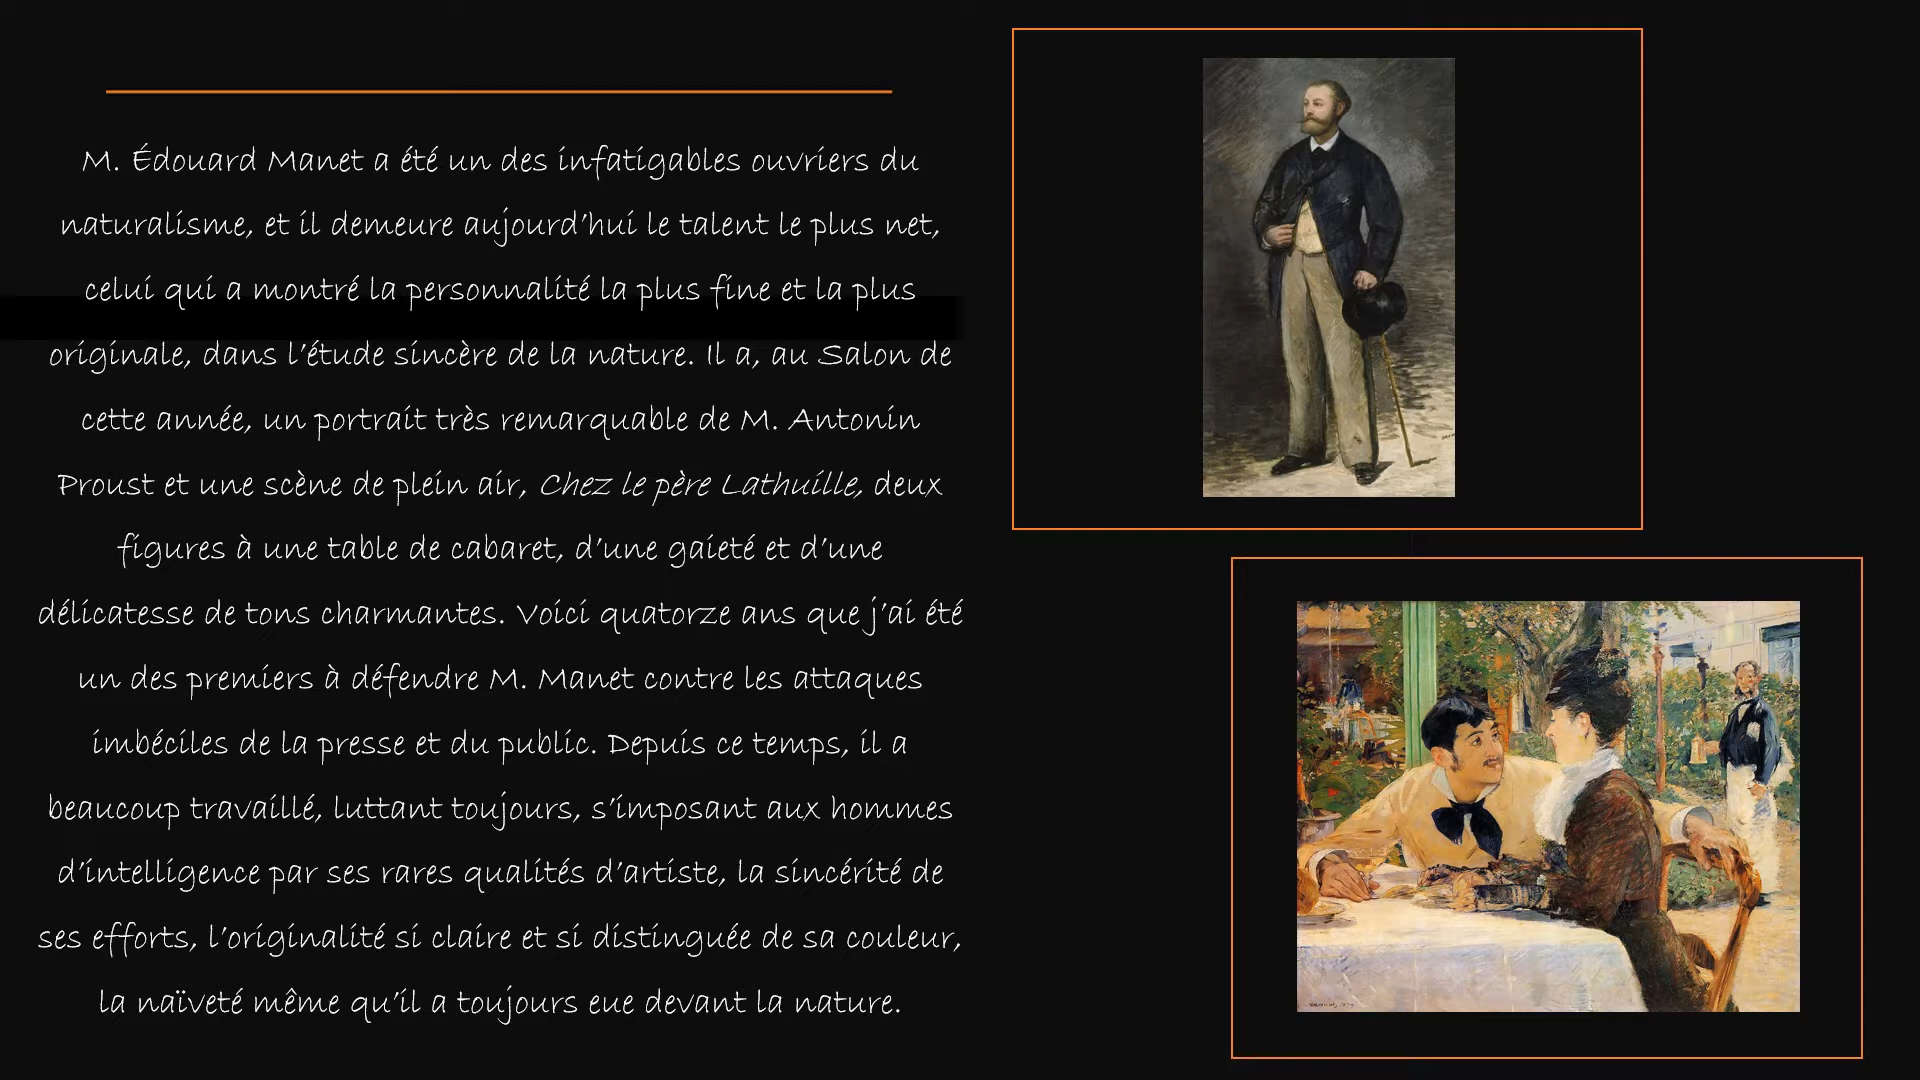 M. Édouard Manet a été un des infatigables ouvriers du
naturalisme, et il demeure aujourd'hui le talent le plus net,
celui qui a montré la personnalité la plus fine et la plus
originale, dans l'étude sincère de la nature. Il a, au Salon de
cette année, un portrait très remarquable de M. Antonin
Proust et une scène de plein air, Chez le père Lathuille, deux
figures à une table de cabaret, d'une gaieté et d'une
délicatesse de tons charmantes. Voici quatorze ans que j'ai été
un des premiers à défendre M. Manet contre les attaques
imbéciles de la presse et du public. Depuis ce temps, il a
beaucoup travaillé, luttant toujours, s'imposant aux hommes
d'intelligence par ses rares qualités d'artiste, la sincérité de
ses efforts, l'originalité si claire et si distinguée de sa couleur,
la naïveté même qu'il a toujours eue devant la nature.